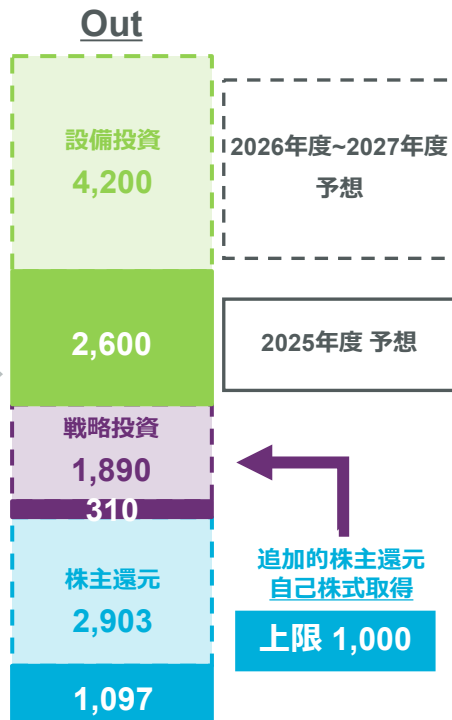 Out
設備投資
4,200
2026年度~2027年度
予想
2,600
2025年度 予想
戦略投資
1,890
310
追加的株主還元
自己株式取得
上限 1,000
株主還元
2,903
1,097